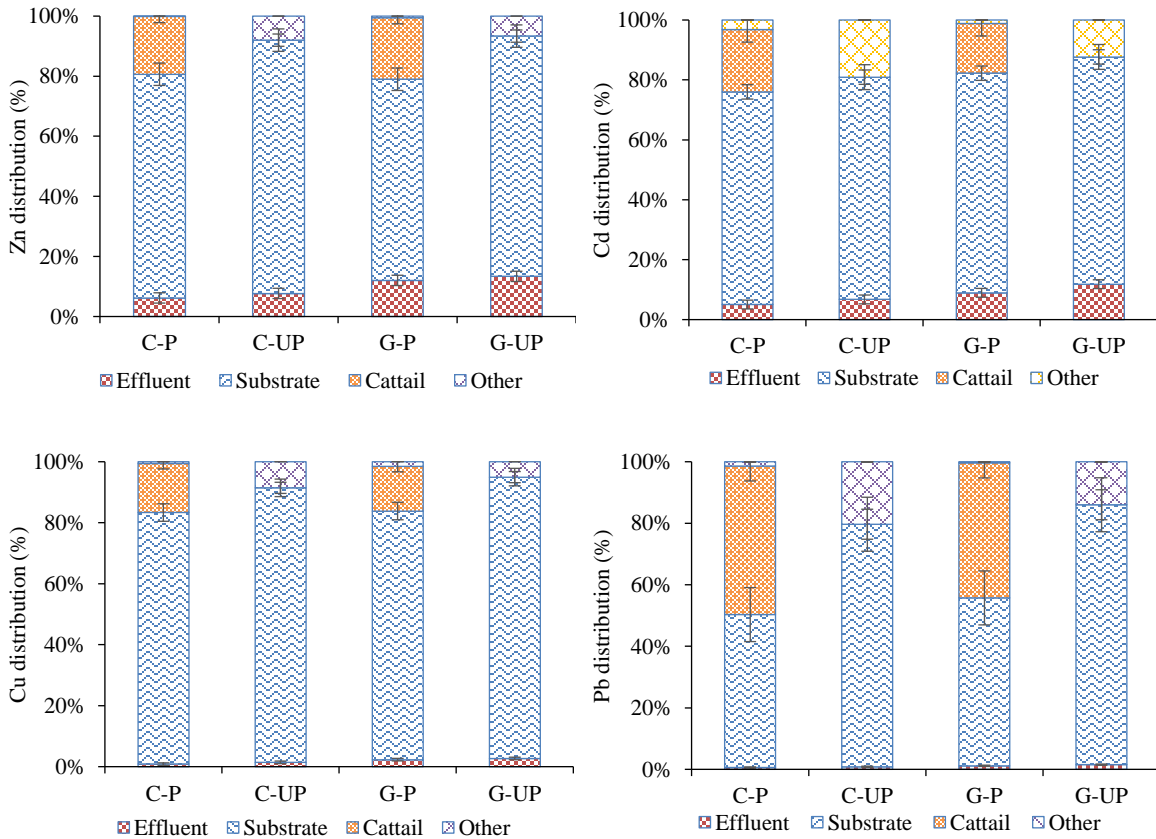 Zn distribution (%)
100%
80%
60%
40%
20%
0%
C-P C-UP G-P G-UP
Effluent Substrate Cattail Other
Cd distribution (%)
100%
80%
60%
40%
20%
0%
C-P C-UP G-P G-UP
Effluent Substrate Cattail Other
Cu distribution (%)
100%
80%
60%
40%
20%
0%
C-P C-UP G-P G-UP
Effluent Substrate Cattail Other
Pb distribution (%)
100%
80%
60%
40%
20%
0%
C-P C-UP G-P G-UP
Effluent Substrate Cattail Other